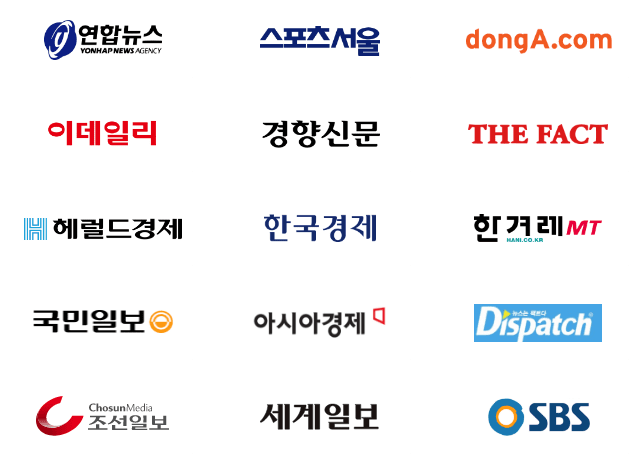 연합뉴스
YONHAP NEWS AGENCY
스포츠서울
dongA.com
이데일리
경향신문
THE FACT
헤럴드경제
한국경제
한겨레MT
HANI.CO.KR
국민일보
아시아경제
뉴스는 팩트다
Dispatch
ChosunMedia
조선일보
세계일보
SBS